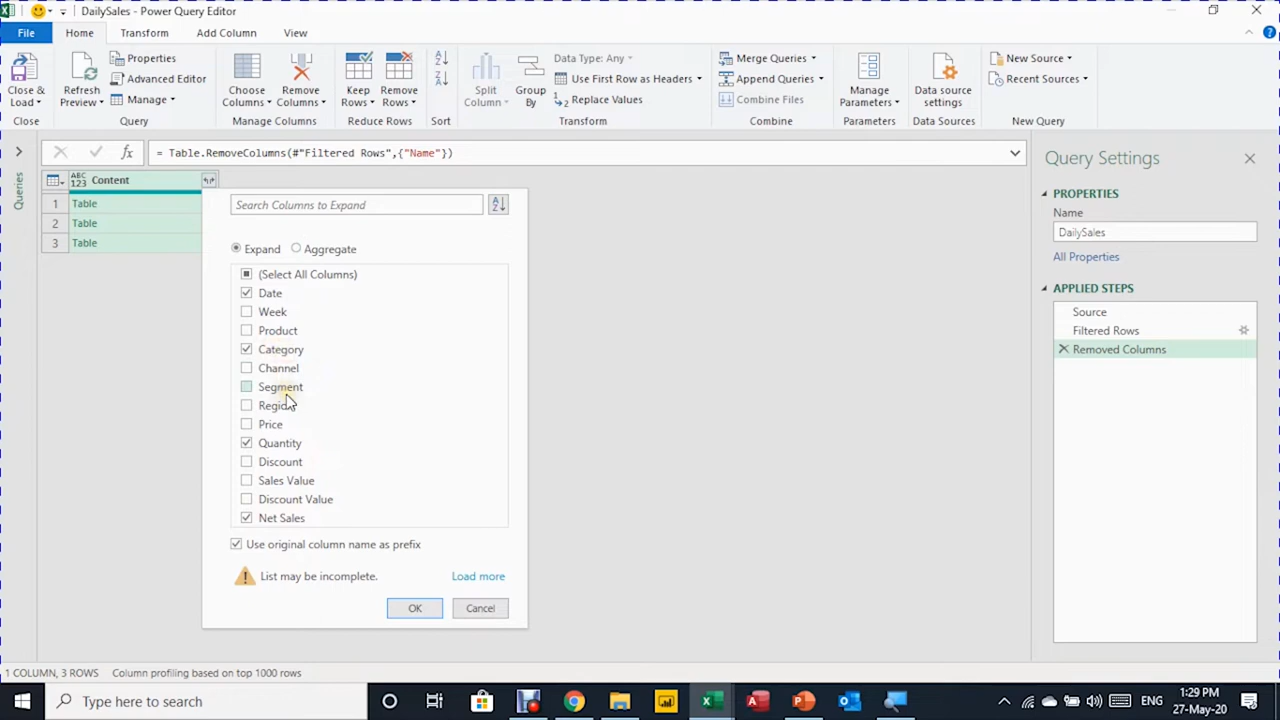 DailySales - Power Query Editor
File Home Transform Add Column View
Close & Load
Refresh Preview
Properties
Advanced Editor
Manage
Choose Columns
Remove Columns
Keep Rows
Remove Rows
Split Column
Group By
Data Type: Any
Use First Row as Headers
Replace Values
Merge Queries
Append Queries
Combine Files
Manage Parameters
Data source settings
New Source
Recent Sources
Close Query Manage Columns Reduce Rows Sort Transform Combine Parameters Data Sources New Query
fx = Table.RemoveColumns(#"Filtered Rows",{"Name"})
Queries
ABC 123 Content
1 Table
2 Table
3 Table
Search Columns to Expand
A Z
Expand Aggregate
(Select All Columns)
Date
Week
Product
Category
Channel
Segment
Price
Quantity
Discount
Sales Value
Discount Value
Net Sales
Use original column name as prefix
List may be incomplete. Load more
OK Cancel
Query Settings
PROPERTIES
Name
DailySales
All Properties
APPLIED STEPS
Source
Filtered Rows
Removed Columns
1 COLUMN, 3 ROWS Column profiling based on top 1000 rows
Type here to search
ENG
1:29 PM
27-May-20